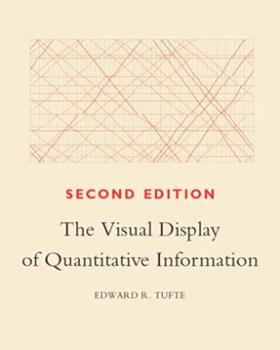 SECOND EDITION
The Visual Display
of Quantitative Information
EDWARD R. TUFTE